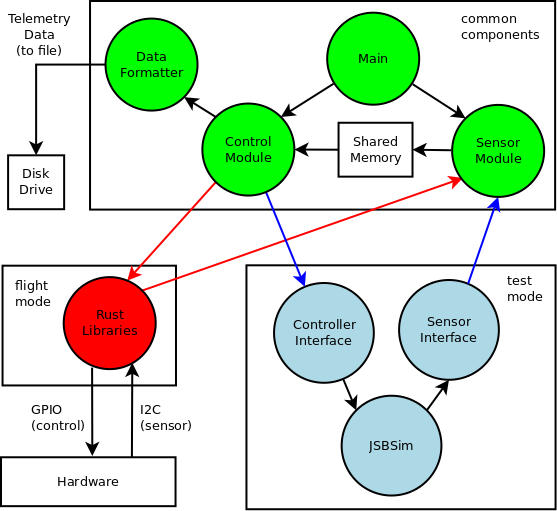 Telemetry
Data
(to file)
common
components
Data
Formatter
Main
Control
Module
Shared
Memory
Sensor
Module
Disk
Drive
flight
mode
Rust
Libraries
test
mode
Controller
Interface
Sensor
Interface
GPIO
(control)
I2C
(sensor)
JSBSim
Hardware